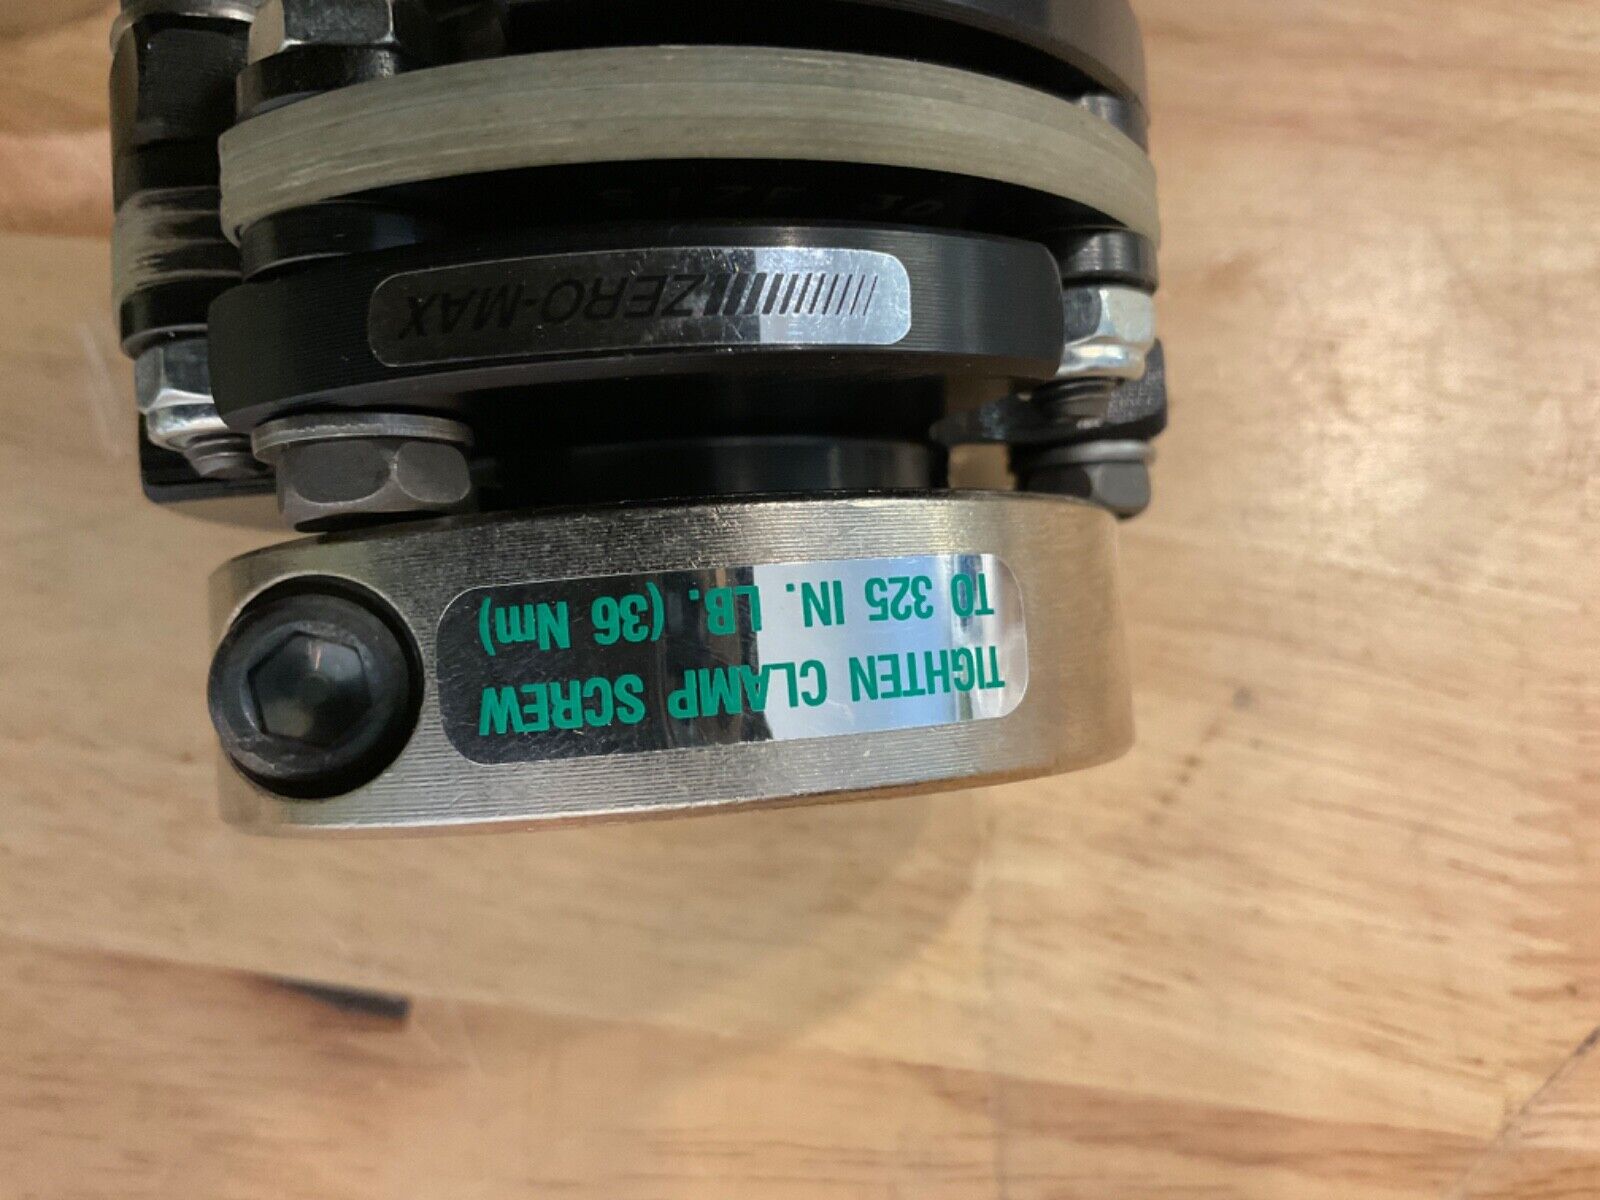 TIGHTEN CLAMP SCREW
TO 325 IN. LB. (36 Nm)
ZERO-MAX